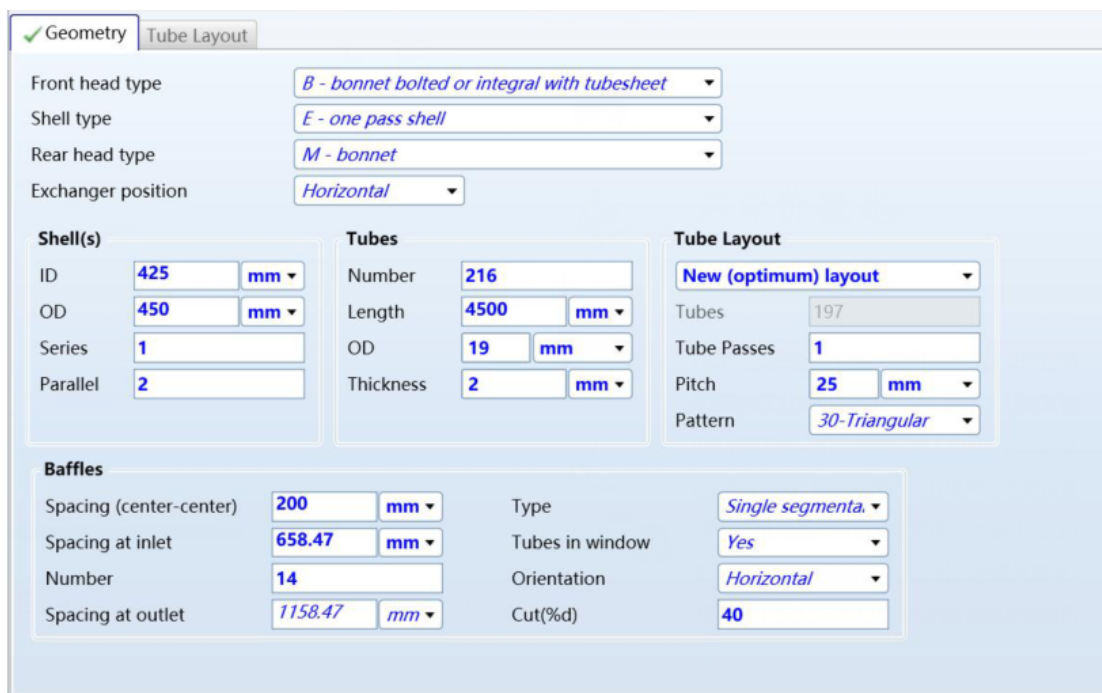 Geometry
Tube Layout
Front head type
B - bonnet bolted or integral with tubesheet
Shell type
E - one pass shell
Rear head type
M - bonnet
Exchanger position
Horizontal
Shell(s)
ID 425 mm
OD 450 mm
Series 1
Parallel 2
Tubes
Number 216
Length 4500 mm
OD 19 mm
Thickness 2 mm
Tube Layout
New (optimum) layout
Tubes 197
Tube Passes 1
Pitch 25 mm
Pattern 30-Triangular
Baffles
Spacing (center-center) 200 mm
Spacing at inlet 658.47 mm
Number 14
Spacing at outlet 1158.47 mm
Type Single segmenta
Tubes in window Yes
Orientation Horizontal
Cut(%d) 40